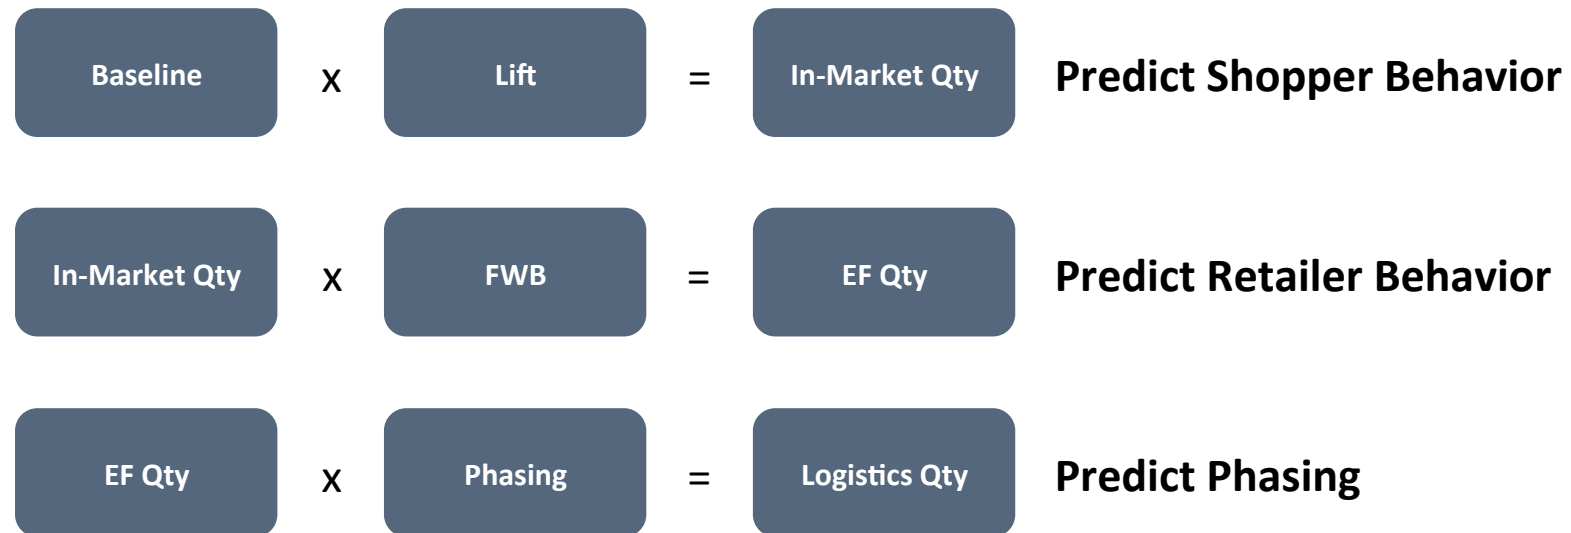 Baseline x Lift = In-Market Qty Predict Shopper Behavior
In-Market Qty x FWB = EF Qty Predict Retailer Behavior
EF Qty x Phasing = Logistics Qty Predict Phasing